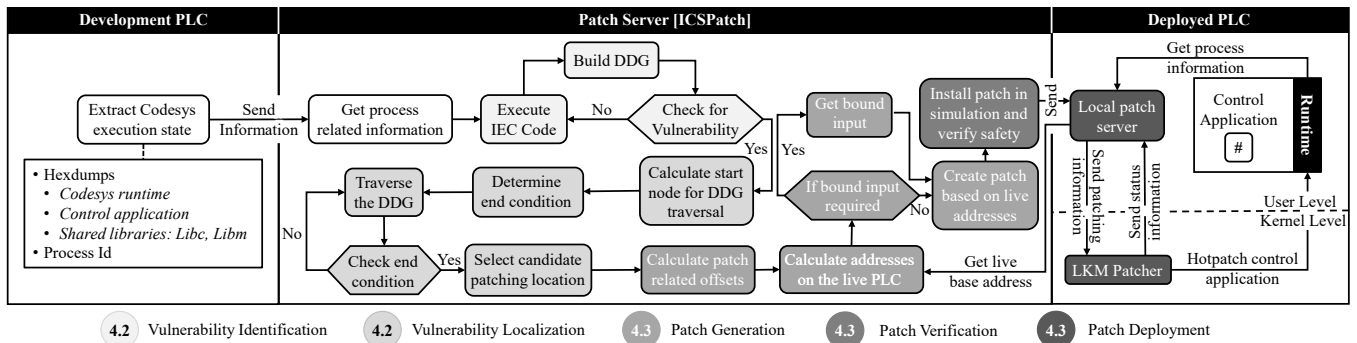 Development PLC
Patch Server [ICSPatch]
Deployed PLC
Extract Codesys
execution state
Send
Information
• Hexdumps
• Codesys runtime
• Control application
• Shared libraries: Libc, Libm
• Process Id
Get process
related information
Execute
IEC Code
Build DDG
Check for
Vulnerability
No
Yes
Calculate start
node for DDG
traversal
Determine
end condition
Traverse
the DDG
No
Check end
condition
Yes
Select candidate
patching location
Calculate patch
related offsets
Calculate addresses
on the live PLC
If bound input
required
Yes
No
Get bound
input
Create patch
based on live
addresses
Install patch in
simulation and
verify safety
Send
Get live
base address
Get process
information
Local patch
server
Control
Application
#
Runtime
Send patching
information
Send status
information
User Level
Kernel Level
LKM Patcher
Hotpatch control
application
4.2 Vulnerability Identification
4.2 Vulnerability Localization
4.3 Patch Generation
4.3 Patch Verification
4.3 Patch Deployment